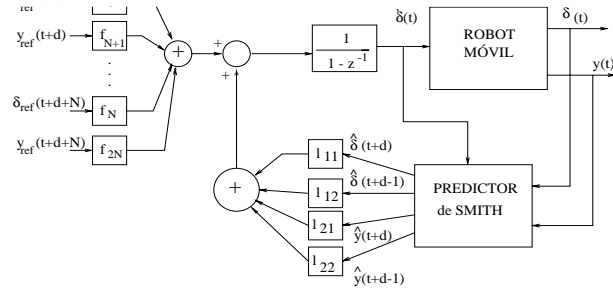 y_ref(t+d) f_N+1
δ_ref(t+d+N) f_N
y_ref(t+d+N) f_2N
+
+
+
1
1 - z^-1
δ(t)
ROBOT
MÓVIL
δ (t)
y(t)
+
l_11
l_12
l_21
l_22
δ̂(t+d)
δ̂(t+d-1)
ŷ(t+d)
ŷ(t+d-1)
PREDICTOR
de SMITH